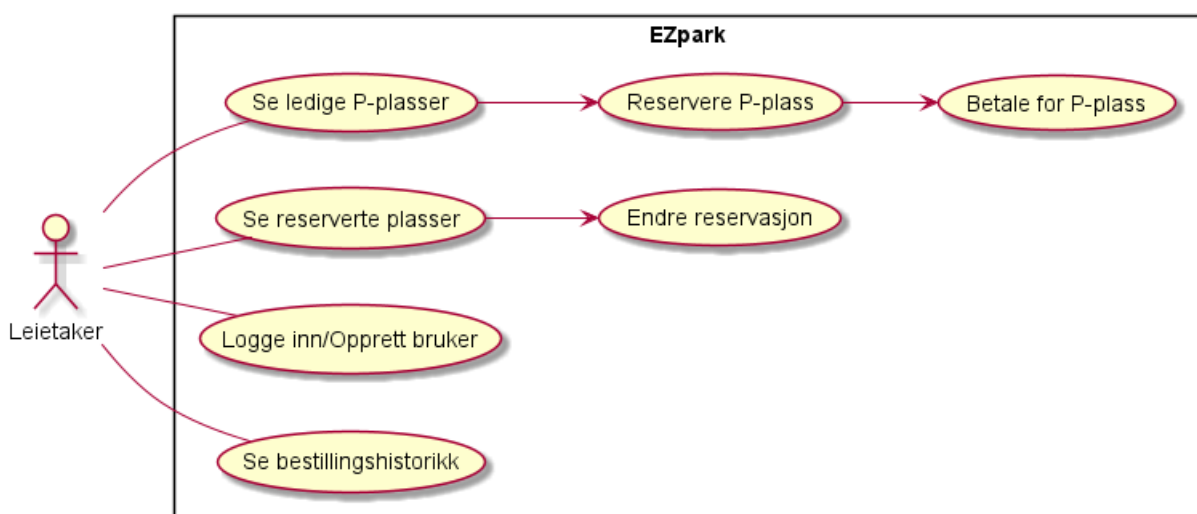 EZpark
Se ledige P-plasser
Reservere P-plass
Betale for P-plass
Se reserverte plasser
Endre reservasjon
Leietaker
Logge inn/Opprett bruker
Se bestillingshistorikk